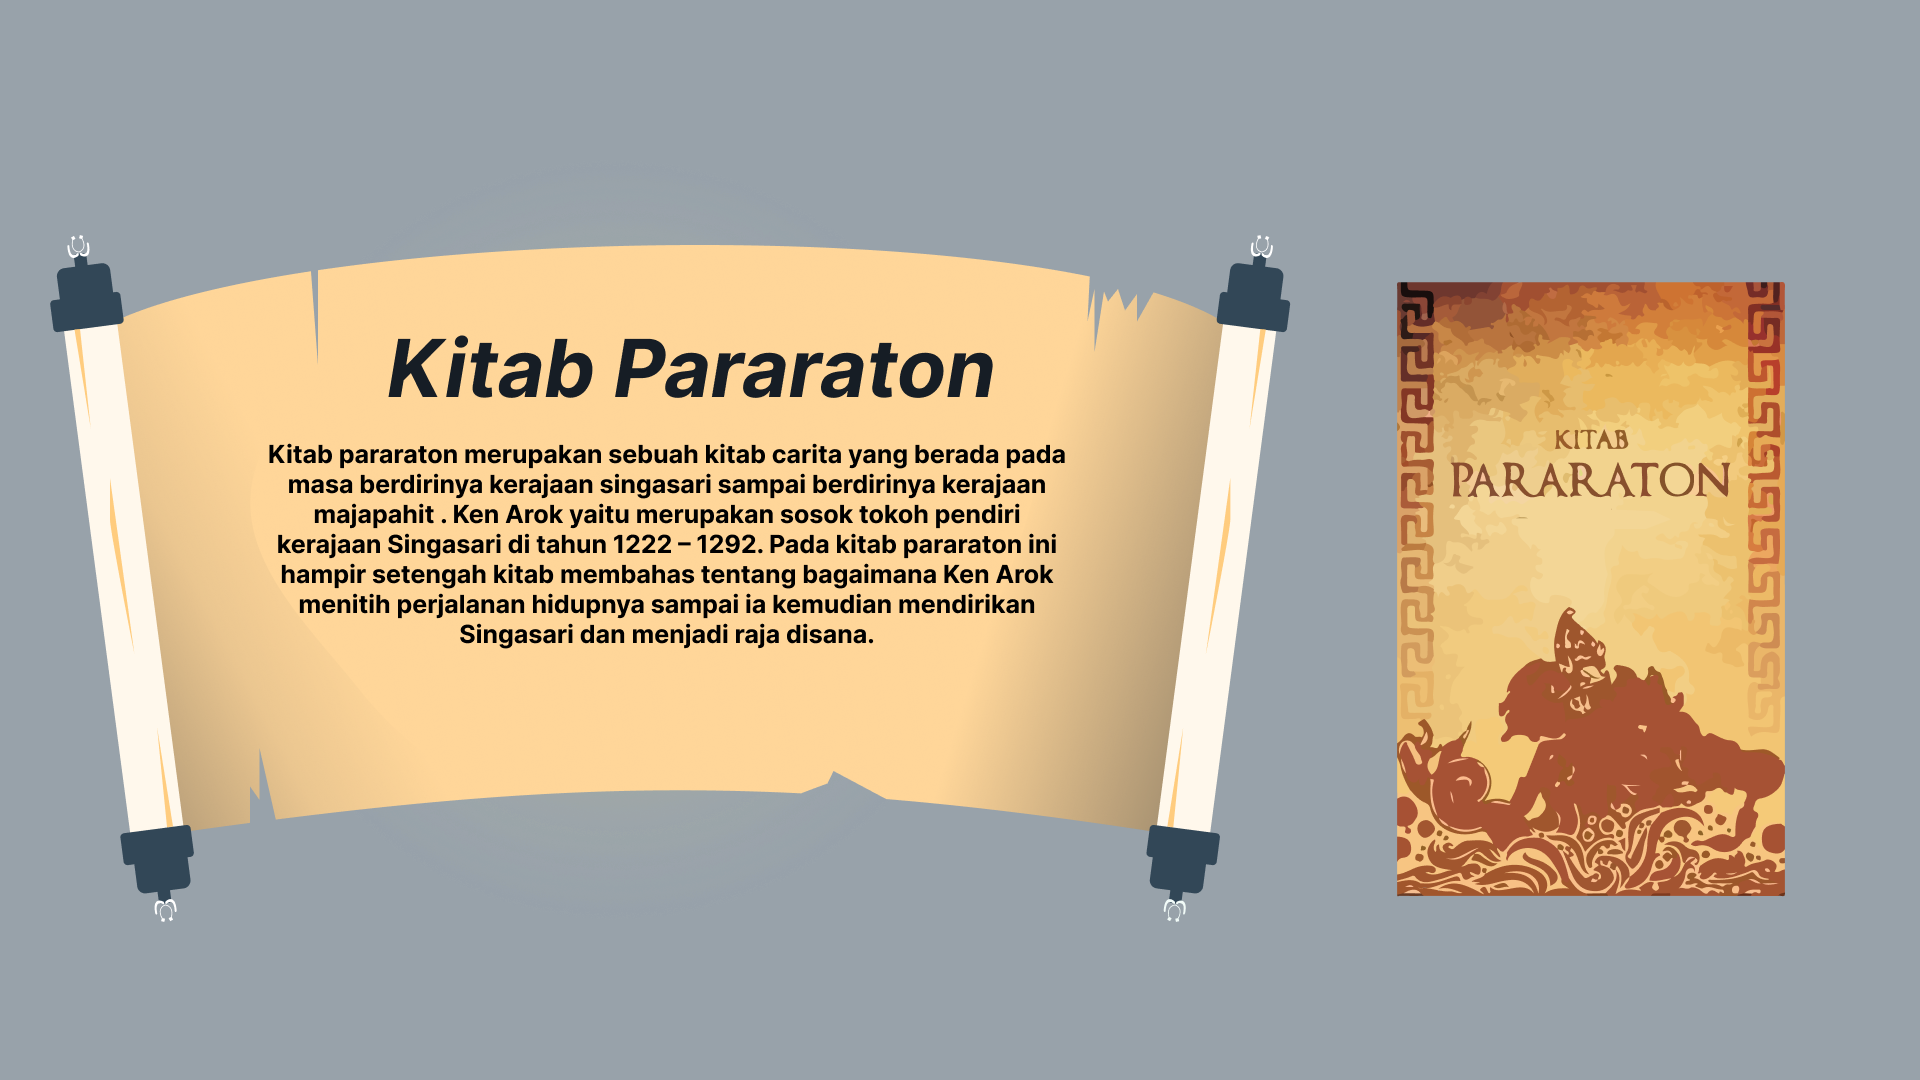 Kitab Pararaton
Kitab pararaton merupakan sebuah kitab carita yang berada pada
masa berdirinya kerajaan singasari sampai berdirinya kerajaan
majapahit . Ken Arok yaitu merupakan sosok tokoh pendiri
kerajaan Singasari di tahun 1222 – 1292. Pada kitab pararaton ini
hampir setengah kitab membahas tentang bagaimana Ken Arok
menitih perjalanan hidupnya sampai ia kemudian mendirikan
Singasari dan menjadi raja disana.
KITAB
PARARATON